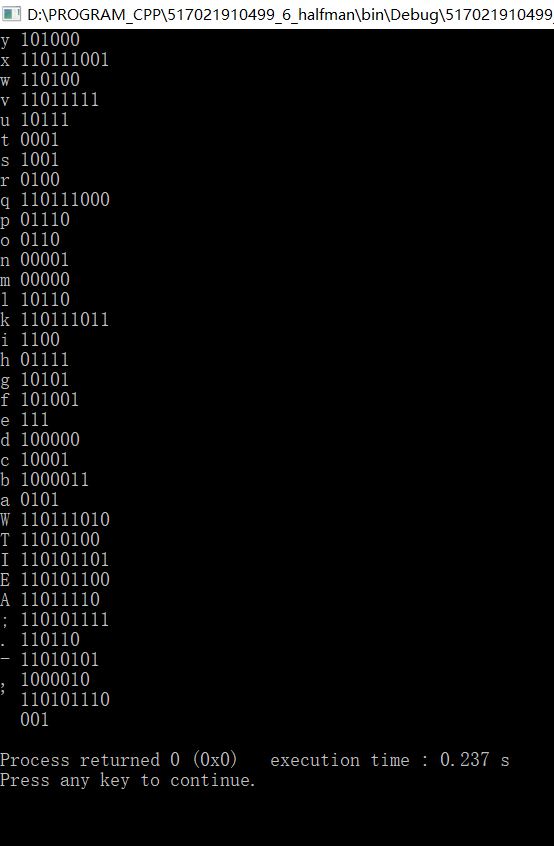 D:\PROGRAM_CPP\517021910499_6_halfman\bin\Debug\517021910499_
y 101000
x 110111001
w 110100
v 11011111
u 10111
t 0001
s 1001
r 0100
q 110111000
p 01110
o 0110
n 00001
m 00000
l 10110
k 110111011
i 1100
h 01111
g 10101
f 101001
e 111
d 100000
c 10001
b 1000011
a 0101
W 110111010
T 11010100
I 110101101
E 110101100
A 11011110
; 110101111
. 110110
- 11010101
, 1000010
110101110
001
Process returned 0 (0x0)   execution time : 0.237 s
Press any key to continue.